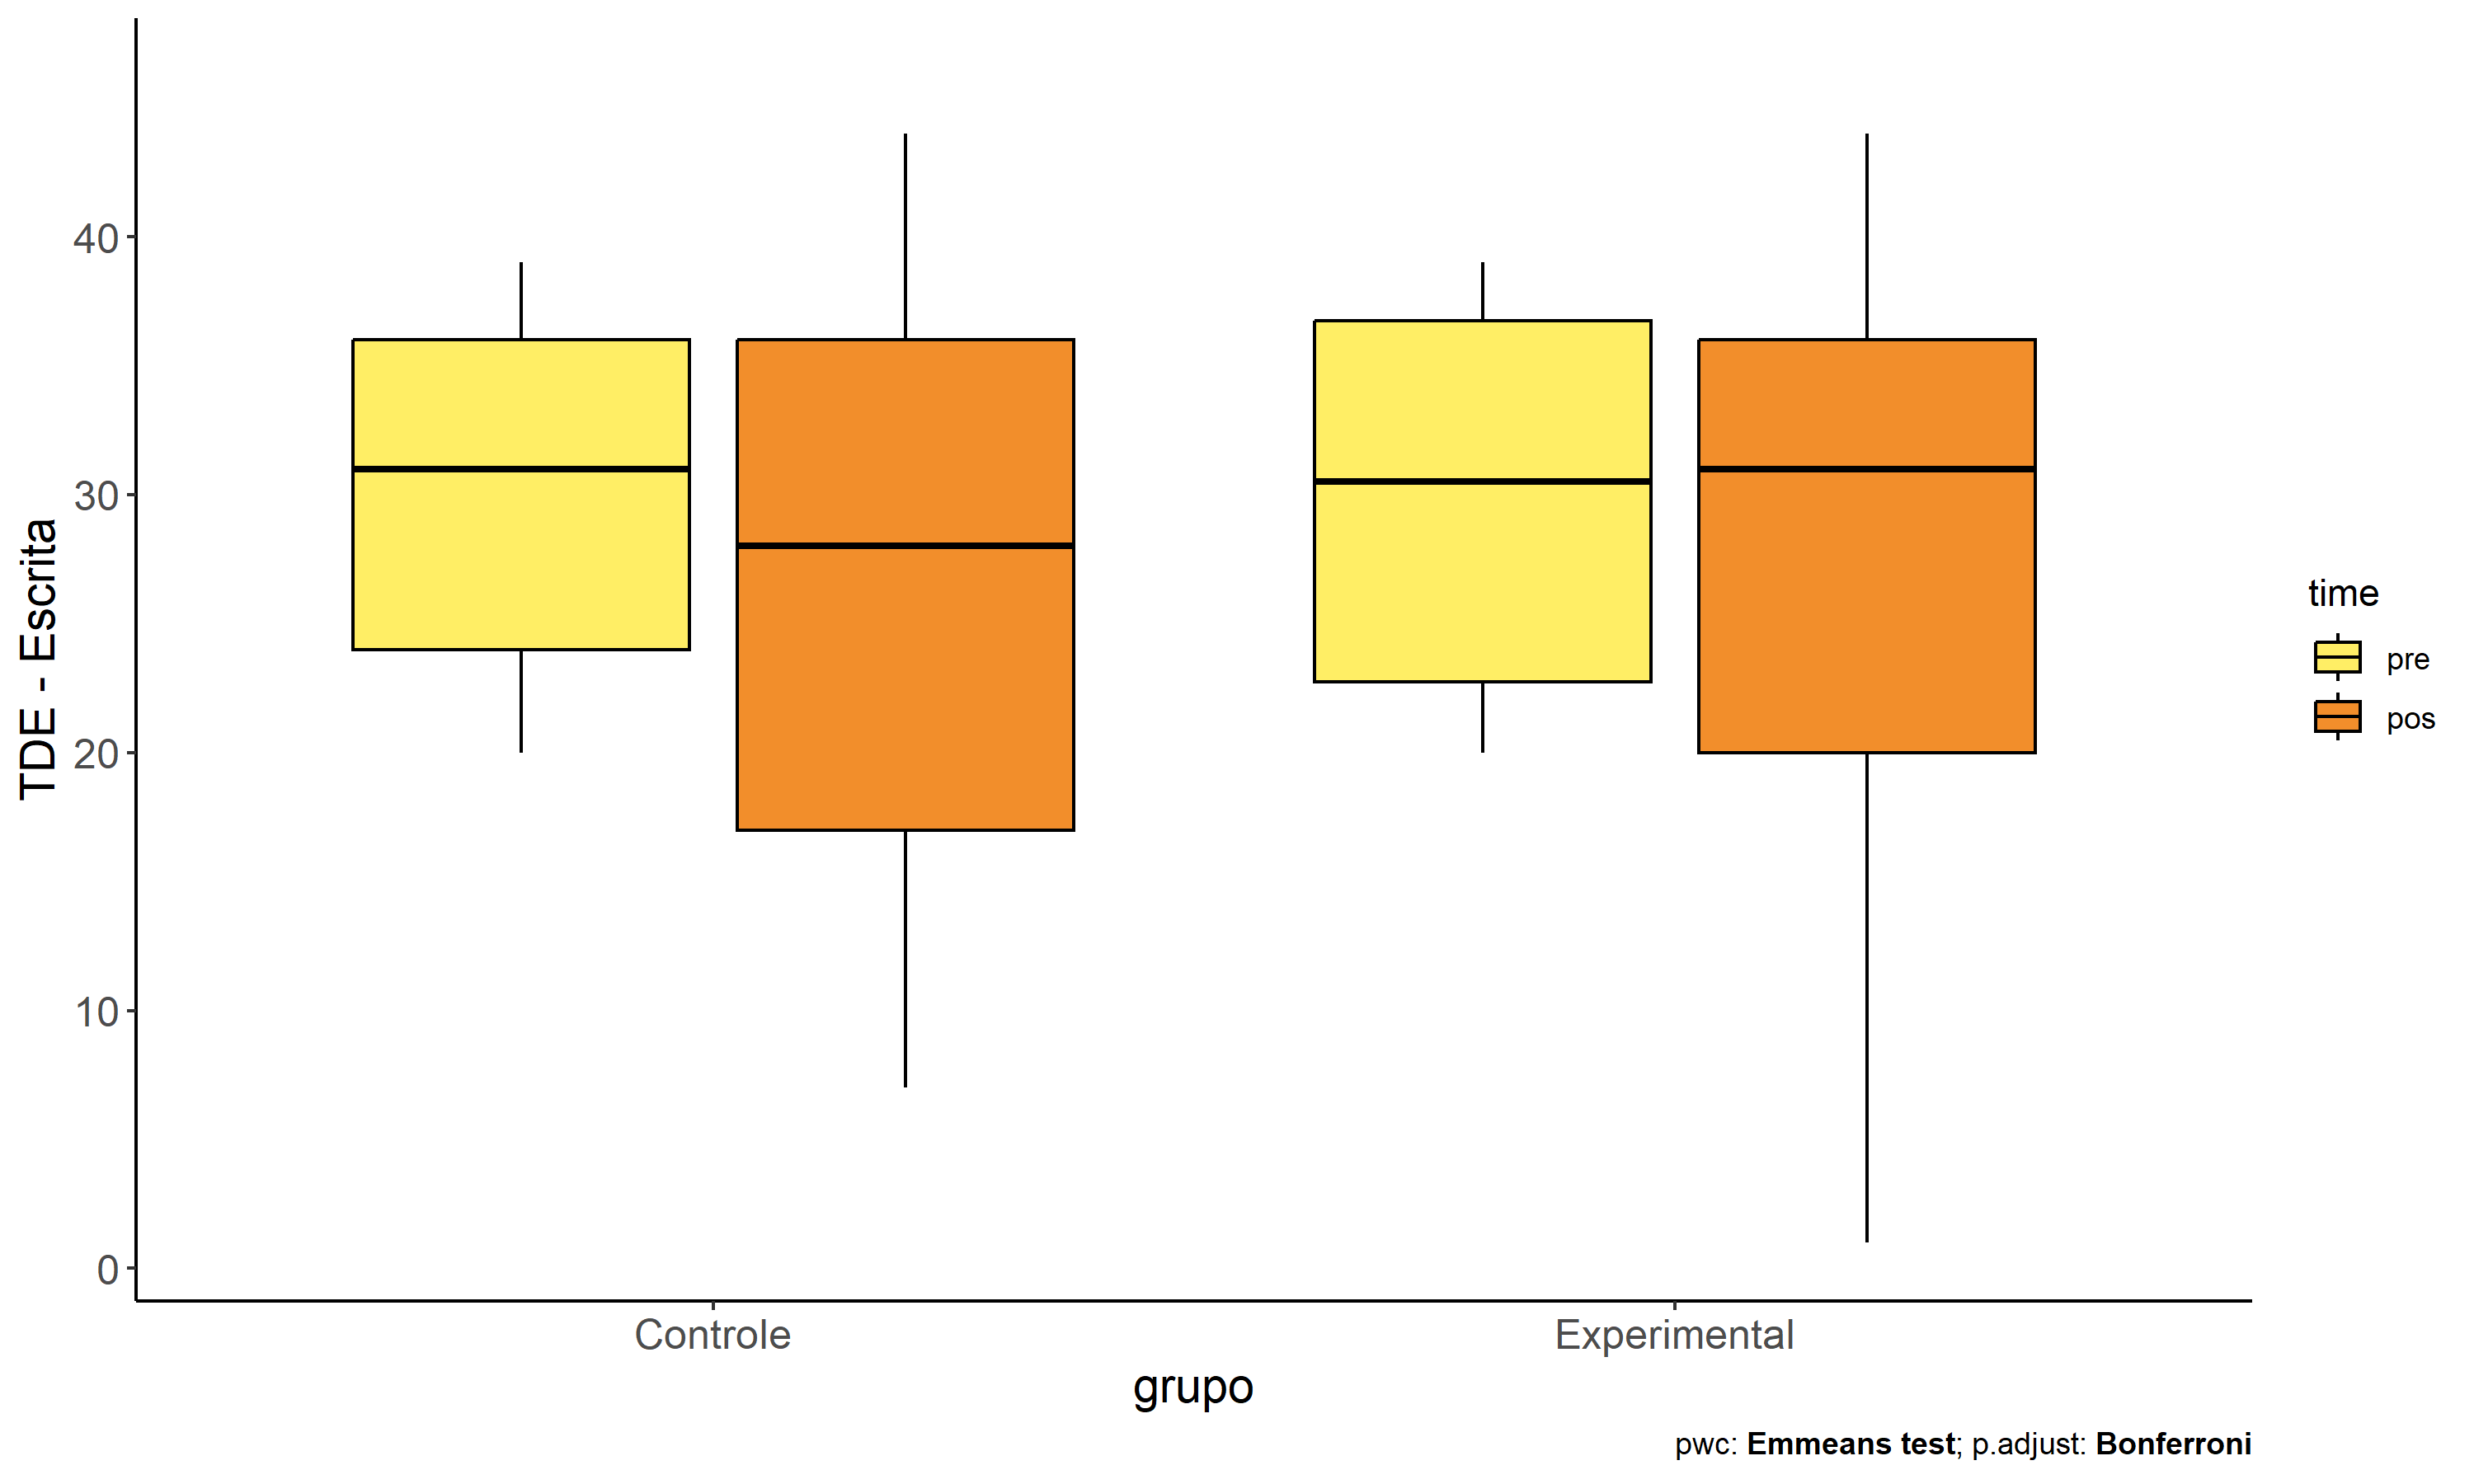 TDE - Escrita
40
30
20
10
0
Controle
Experimental
grupo
time
pre
pos
pwc: Emmeans test; p.adjust: Bonferroni